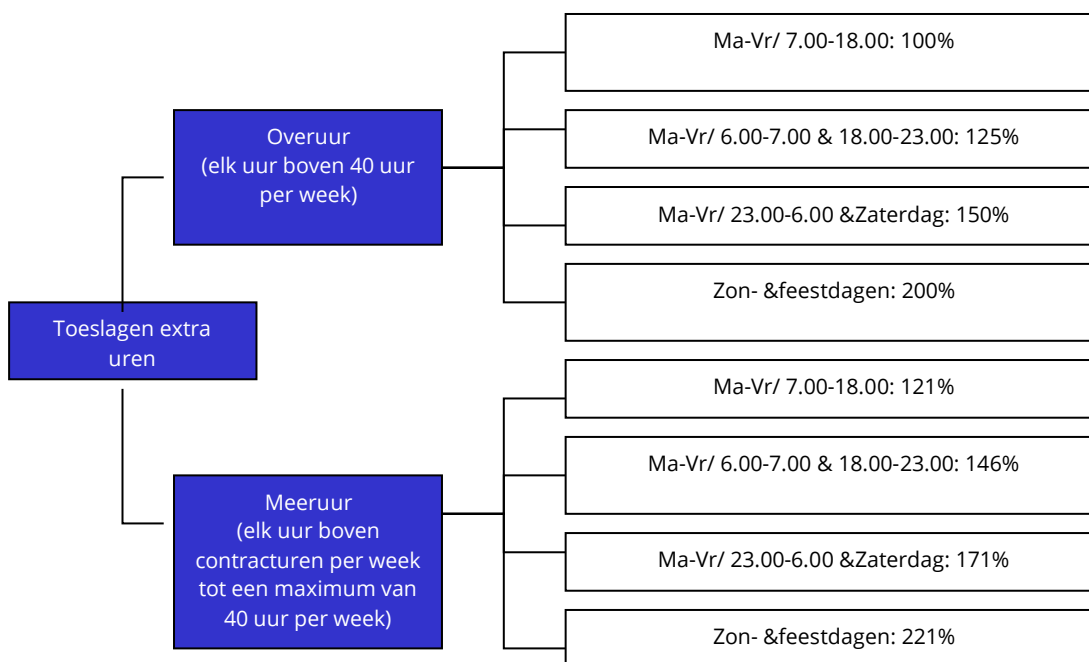 Toeslagen extra
uren
Overuur
(elk uur boven 40 uur
per week)
Ma-Vr/ 7.00-18.00: 100%
Ma-Vr/ 6.00-7.00 & 18.00-23.00: 125%
Ma-Vr/ 23.00-6.00 &Zaterdag: 150%
Zon- &feestdagen: 200%
Meeruur
(elk uur boven
contracturen per week
tot een maximum van
40 uur per week)
Ma-Vr/ 7.00-18.00: 121%
Ma-Vr/ 6.00-7.00 & 18.00-23.00: 146%
Ma-Vr/ 23.00-6.00 &Zaterdag: 171%
Zon- &feestdagen: 221%